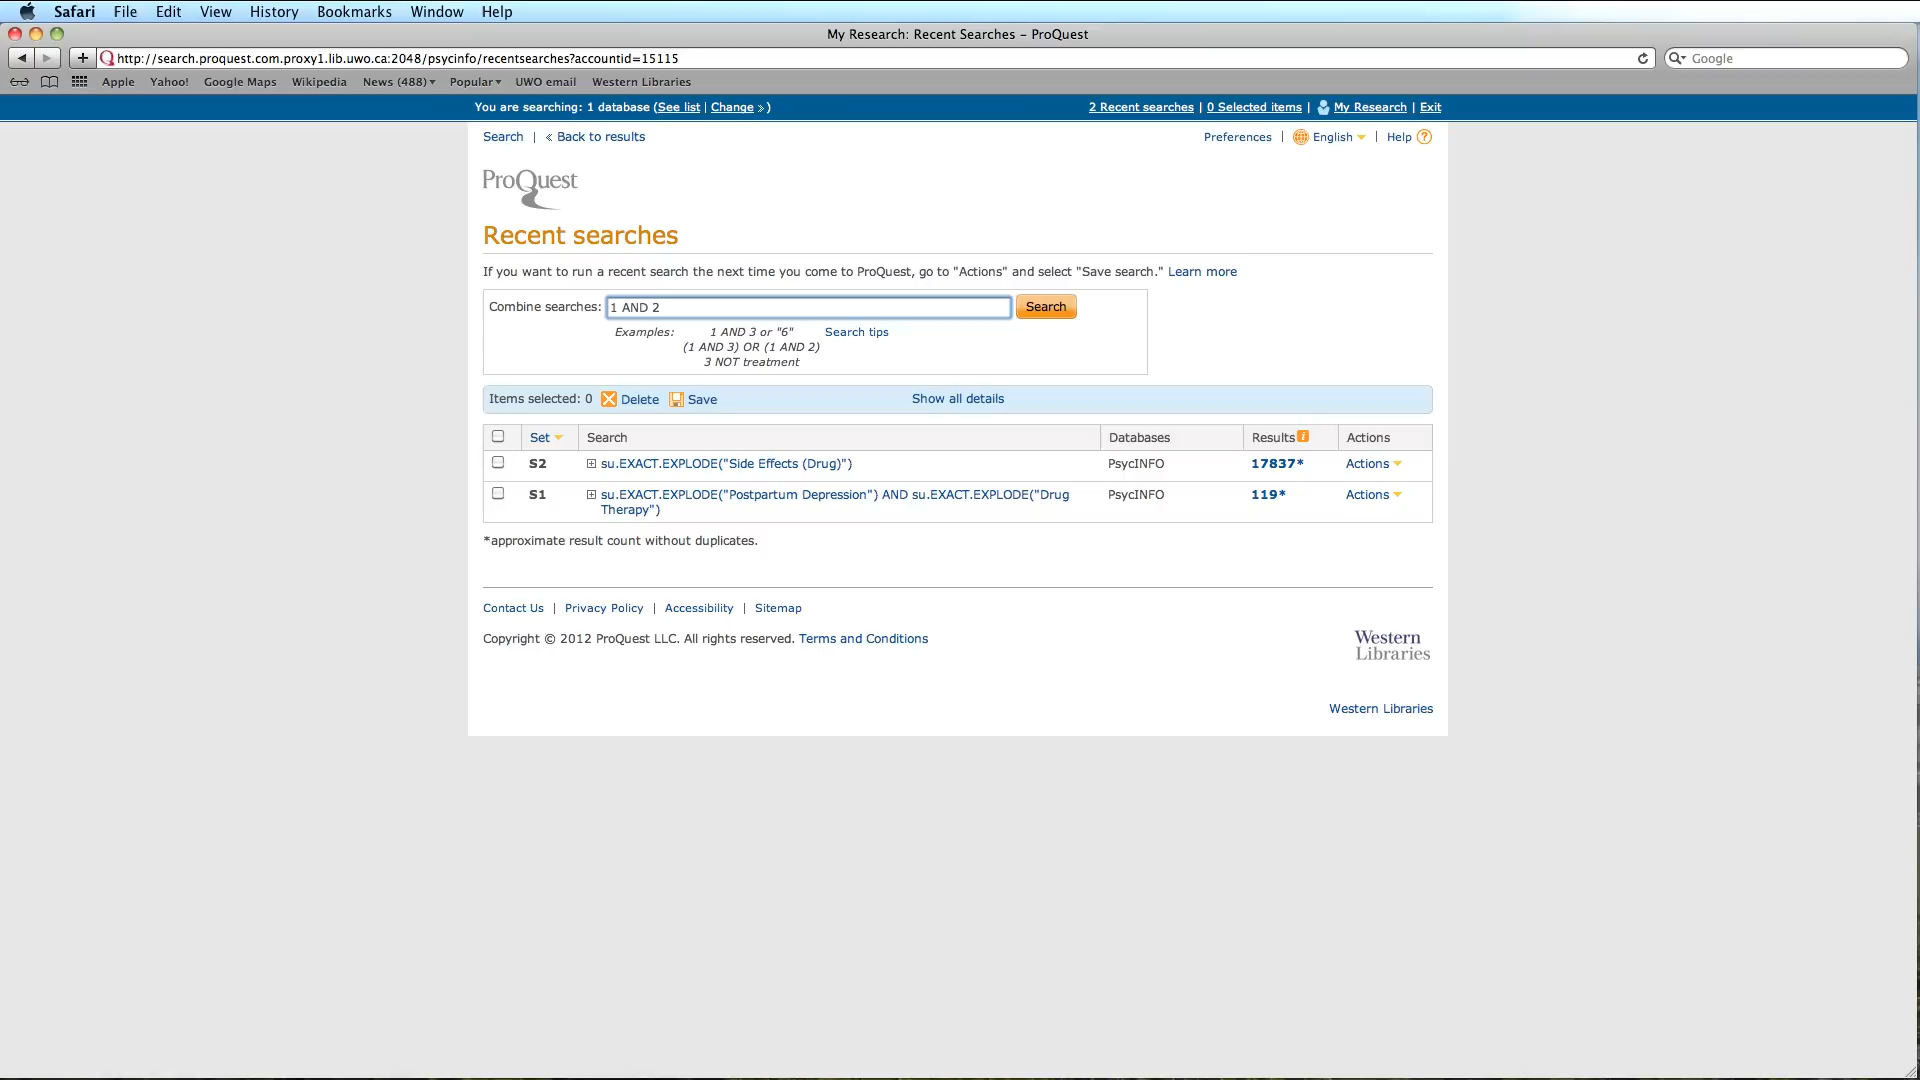 Safari File Edit View History Bookmarks Window Help
My Research: Recent Searches – ProQuest
http://search.proquest.com.proxy1.lib.uwo.ca:2048/psycinfo/recentsearches?accountid=15115
Google
Apple Yahoo! Google Maps Wikipedia News (488) Popular UWO email Western Libraries
You are searching: 1 database (See list | Change »)
2 Recent searches | 0 Selected items | My Research | Exit
Search | « Back to results
Preferences | English | Help ?
ProQuest
Recent searches
If you want to run a recent search the next time you come to ProQuest, go to "Actions" and select "Save search." Learn more
Combine searches: 1 AND 2 Search
Examples: 1 AND 3 or "6" Search tips
(1 AND 3) OR (1 AND 2)
3 NOT treatment
Items selected: 0 Delete Save Show all details
Set Search Databases Results Actions
S2 su.EXACT.EXPLODE("Side Effects (Drug)") PsycINFO 17837* Actions
S1 su.EXACT.EXPLODE("Postpartum Depression") AND su.EXACT.EXPLODE("Drug PsycINFO 119* Actions
Therapy")
*approximate result count without duplicates.
Contact Us | Privacy Policy | Accessibility | Sitemap
Copyright © 2012 ProQuest LLC. All rights reserved. Terms and Conditions
Western
Libraries
Western Libraries